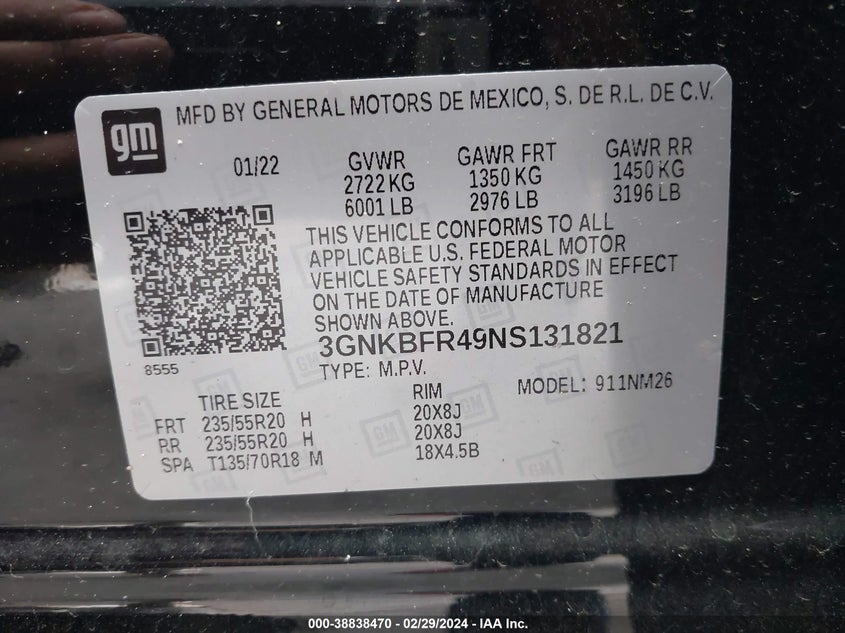 gm
MFD BY GENERAL MOTORS DE MEXICO, S. DE R.L. DE C.V.
01/22 GVWR GAWR FRT GAWR RR
2722 KG 1350 KG 1450 KG
6001 LB 2976 LB 3196 LB
THIS VEHICLE CONFORMS TO ALL
APPLICABLE U.S. FEDERAL MOTOR
VEHICLE SAFETY STANDARDS IN EFFECT
ON THE DATE OF MANUFACTURE
SHOWN ABOVE.
3GNKBFR49NS131821
8555
TYPE: M.P.V.
TIRE SIZE RIM MODEL: 911NM26
FRT 235/55R20 H 20X8J
RR 235/55R20 H 20X8J
SPA T135/70R18 M 18X4.5B
000-38838470 - 02/29/2024 - IAA Inc.